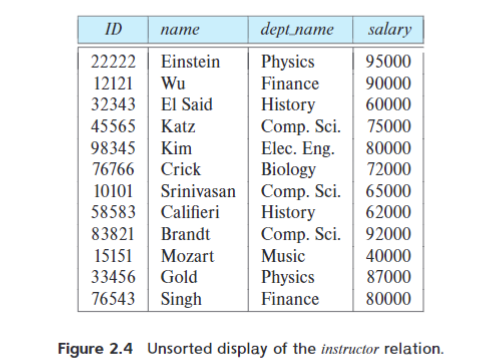 ID name dept_name salary
22222 Einstein Physics 95000
12121 Wu Finance 90000
32343 El Said History 60000
45565 Katz Comp. Sci. 75000
98345 Kim Elec. Eng. 80000
76766 Crick Biology 72000
10101 Srinivasan Comp. Sci. 65000
58583 Califieri History 62000
83821 Brandt Comp. Sci. 92000
15151 Mozart Music 40000
33456 Gold Physics 87000
76543 Singh Finance 80000
Figure 2.4 Unsorted display of the instructor relation.